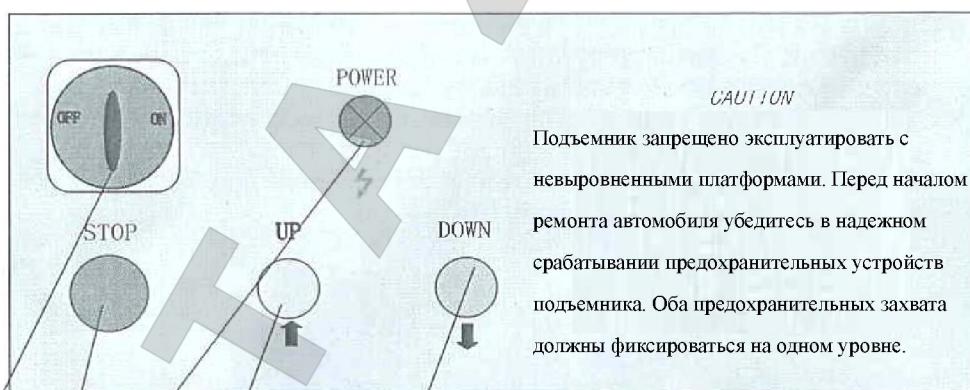 POWER
OFF ON
CAUTION
Подъемник запрещено эксплуатировать с
невыровненными платформами. Перед началом
ремонта автомобиля убедитесь в надежном
срабатывании предохранительных устройств
подъемника. Оба предохранительных захвата
должны фиксироваться на одном уровне.
STOP UP DOWN